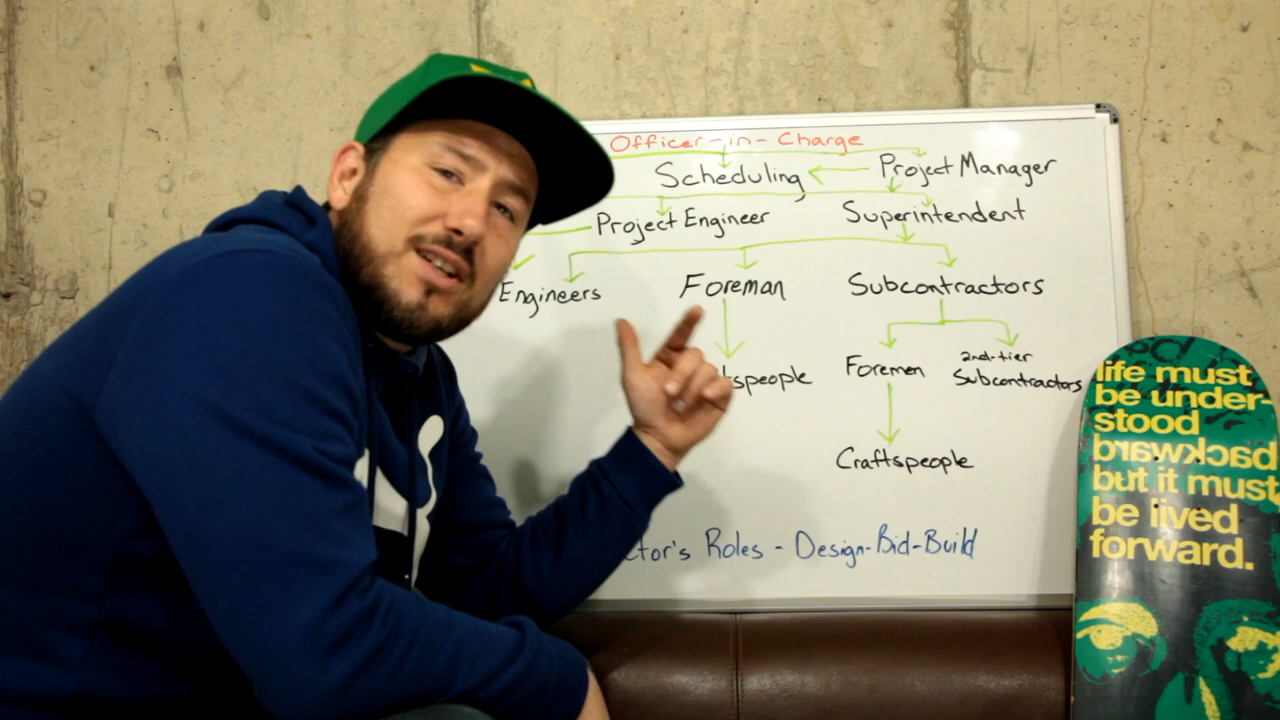 Officer-in-Charge
Scheduling
Project Manager
Project Engineer
Superintendent
Engineers
Foreman
Subcontractors
tspeople
Foremen
2nd-tier
Subcontractors
Craftspeople
ctor's Roles - Design-Bid-Build
life must
be under-
stood
backward
but it must
be lived
forward.